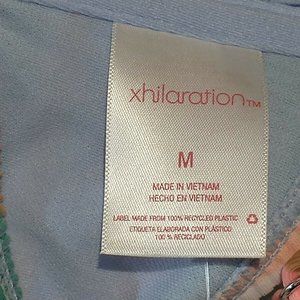 xhilaration™
M
MADE IN VIETNAM
HECHO EN VIETNAM
LABEL MADE FROM 100% RECYCLED PLASTIC
ETIQUETA ELABORADA CON PLÁSTICO
100 % RECICLADO